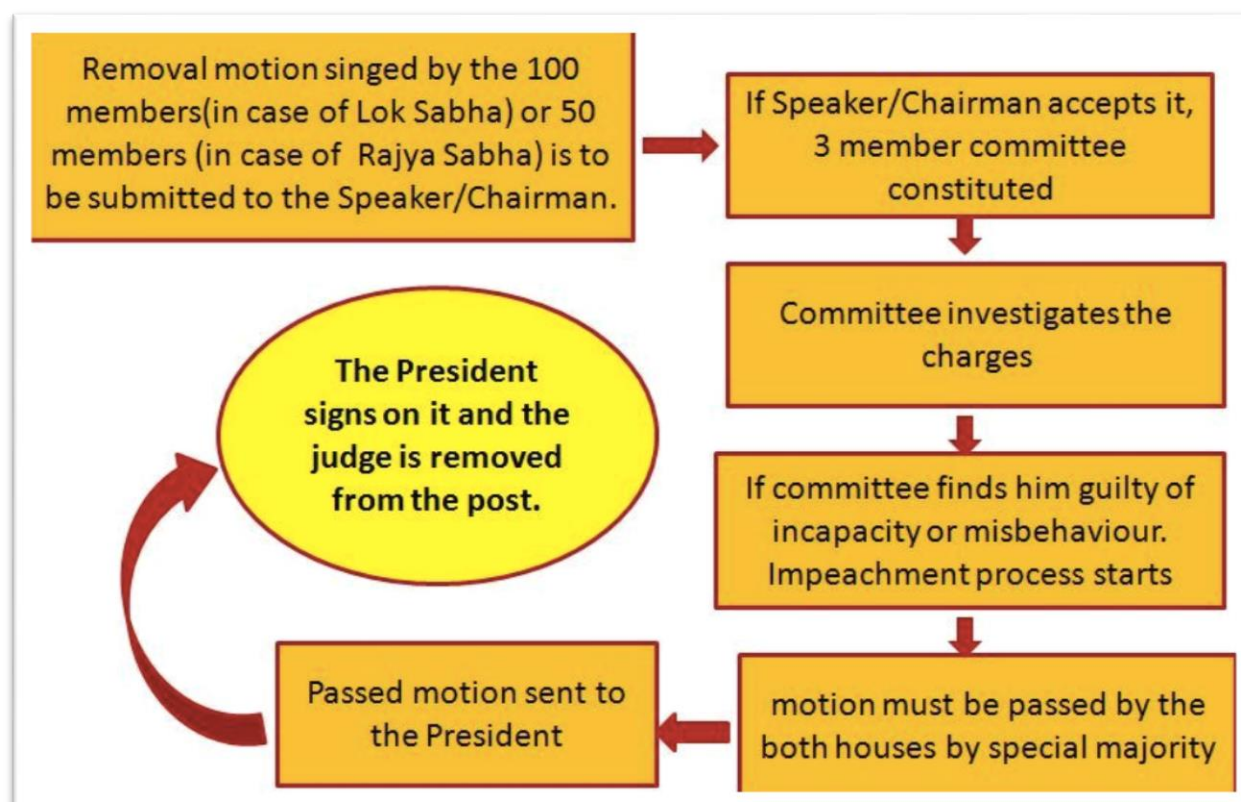 Removal motion singed by the 100
members(in case of Lok Sabha) or 50
members (in case of Rajya Sabha) is to
be submitted to the Speaker/Chairman.
If Speaker/Chairman accepts it,
3 member committee
constituted
Committee investigates the
charges
If committee finds him guilty of
incapacity or misbehaviour.
Impeachment process starts
motion must be passed by the
both houses by special majority
Passed motion sent to
the President
The President
signs on it and the
judge is removed
from the post.